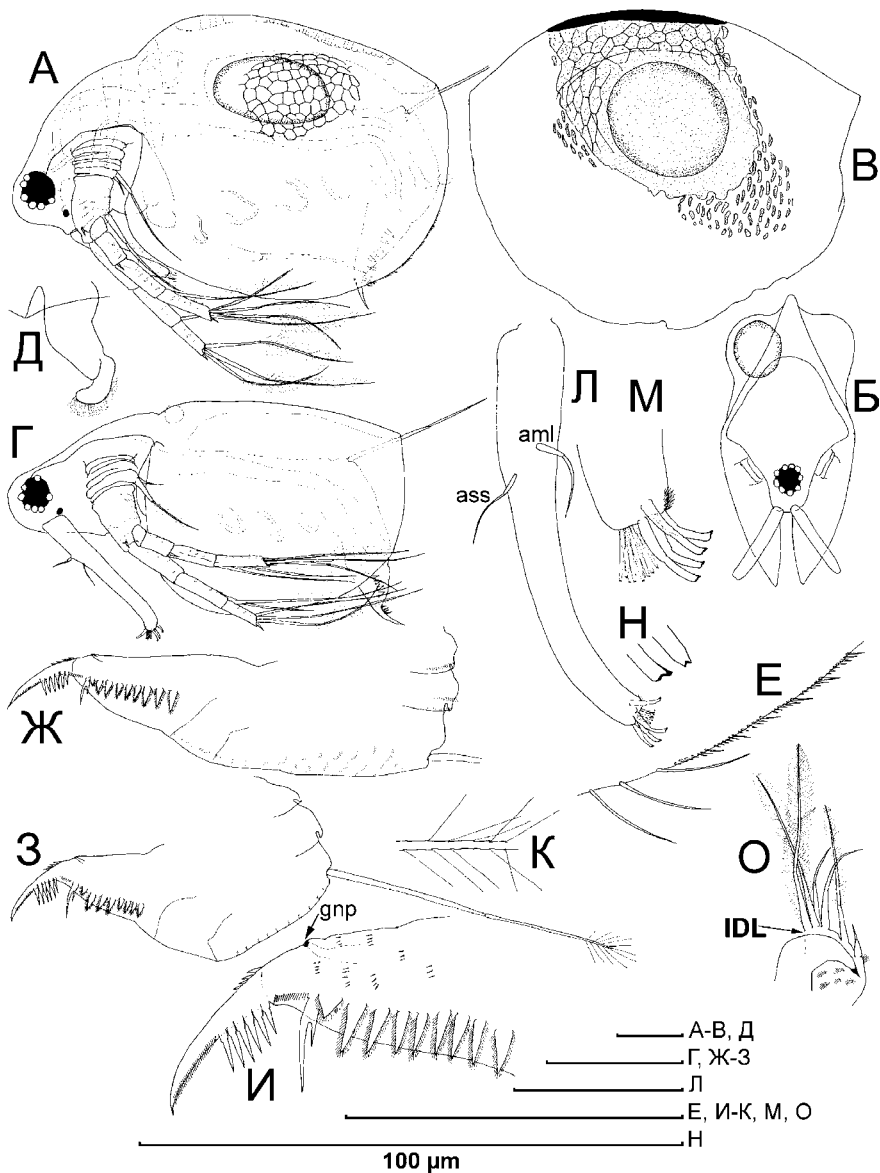 А
В
Д
Л
М
Б
aml
Г
ass
Н
Е
Ж
З
К
О
gnp
IDL
И
А-В, Д
Г, Ж-З
Л
Е, И-К, М, О
Н
100 µm